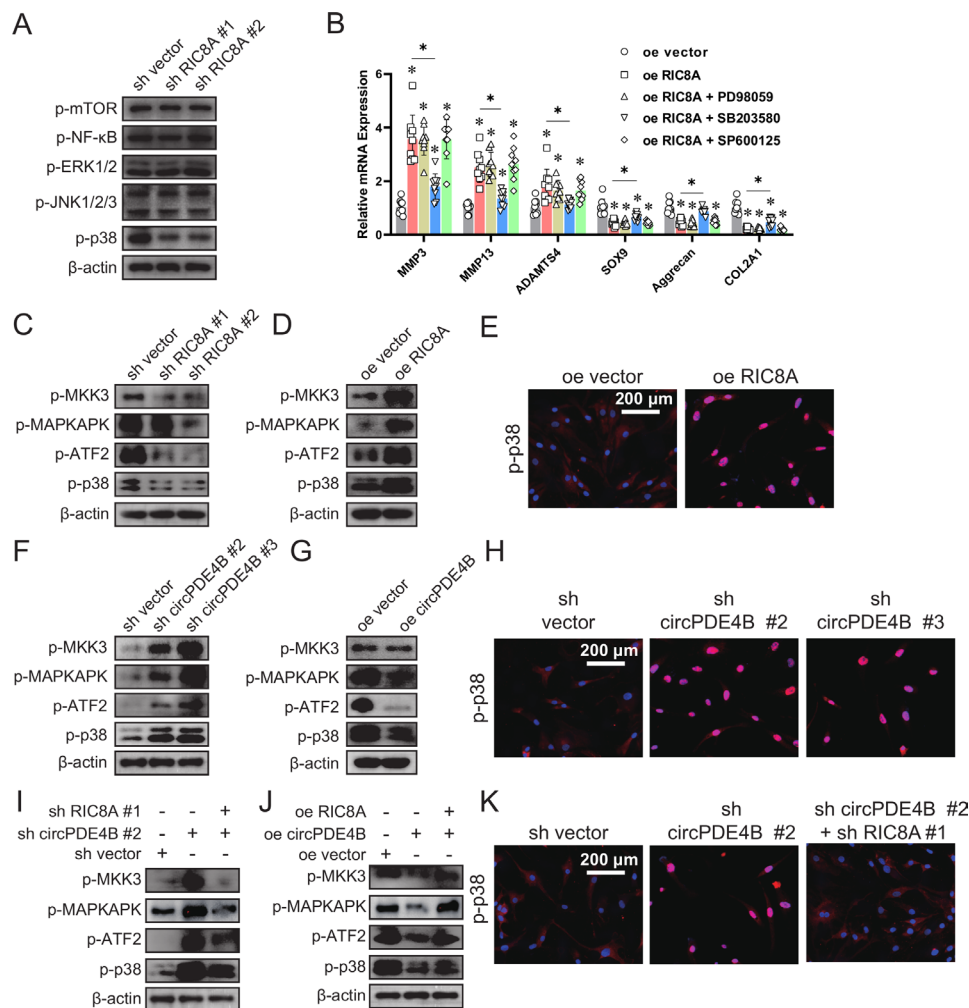 A
sh vector
sh RIC8A #1
sh RIC8A #2
p-mTOR
p-NF-κB
p-ERK1/2
p-JNK1/2/3
p-p38
β-actin
B
Relative mRNA Expression
6
4
2
0
* * * * *
* * * * *
* * * * *
* * * * *
* *
* * * * *
MMP3
MMP13
ADAMTS4
SOX9
Aggrecan
COL2A1
oe vector
oe RIC8A
oe RIC8A + PD98059
oe RIC8A + SB203580
oe RIC8A + SP600125
C
sh vector
sh RIC8A #1
sh RIC8A #2
p-MKK3
p-MAPKAPK
p-ATF2
p-p38
β-actin
D
oe vector
oe RIC8A
p-MKK3
p-MAPKAPK
p-ATF2
p-p38
β-actin
E
oe vector
oe RIC8A
200 μm
p-p38
F
sh vector
sh circPDE4B #2
sh circPDE4B #3
p-MKK3
p-MAPKAPK
p-ATF2
p-p38
β-actin
G
oe vector
oe circPDE4B
p-MKK3
p-MAPKAPK
p-ATF2
p-p38
β-actin
H
sh
vector
sh
circPDE4B #2
sh
circPDE4B #3
200 μm
p-p38
I
sh RIC8A #1 - - +
sh circPDE4B #2 - + +
sh vector + - -
p-MKK3
p-MAPKAPK
p-ATF2
p-p38
β-actin
J
oe RIC8A - - +
oe circPDE4B - + +
oe vector + - -
p-MKK3
p-MAPKAPK
p-ATF2
p-p38
β-actin
K
sh vector
sh
circPDE4B #2
sh circPDE4B #2
+ sh RIC8A #1
200 μm
p-p38